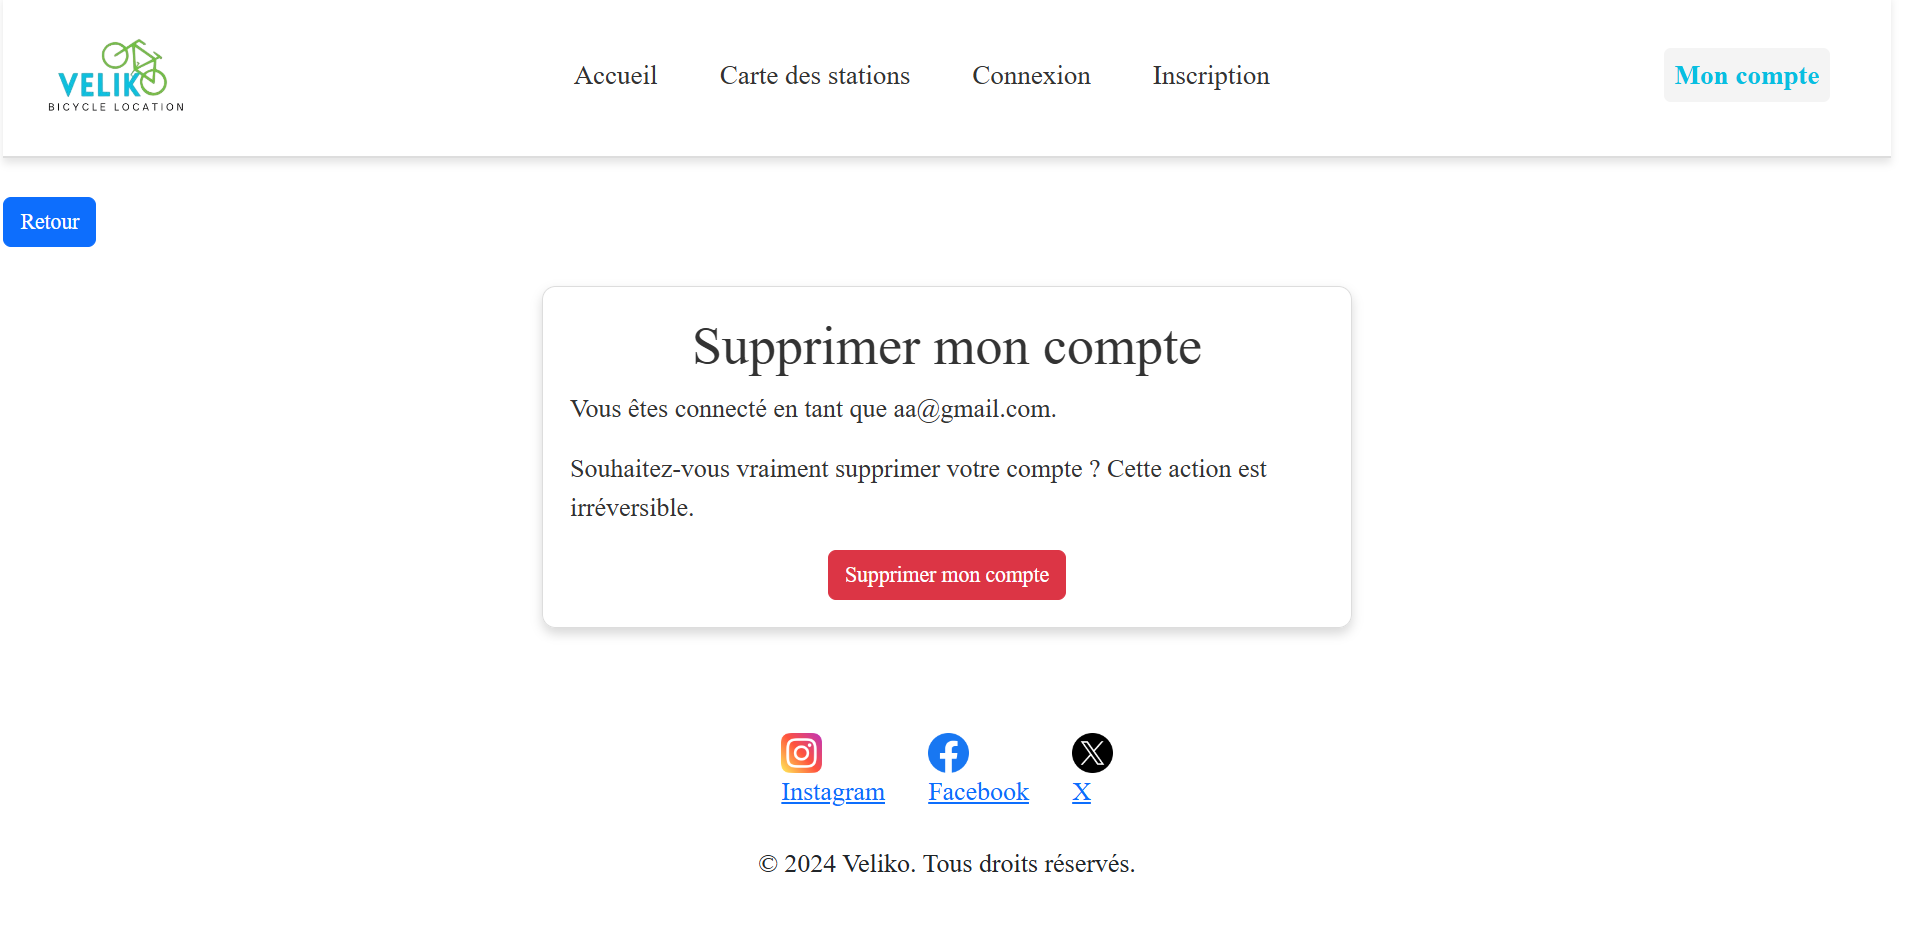 VELIKO
BICYCLE LOCATION
Accueil
Carte des stations
Connexion
Inscription
Mon compte
Retour
Supprimer mon compte
Vous êtes connecté en tant que aa@gmail.com.
Souhaitez-vous vraiment supprimer votre compte ? Cette action est
irréversible.
Supprimer mon compte
Instagram
Facebook
X
© 2024 Veliko. Tous droits réservés.